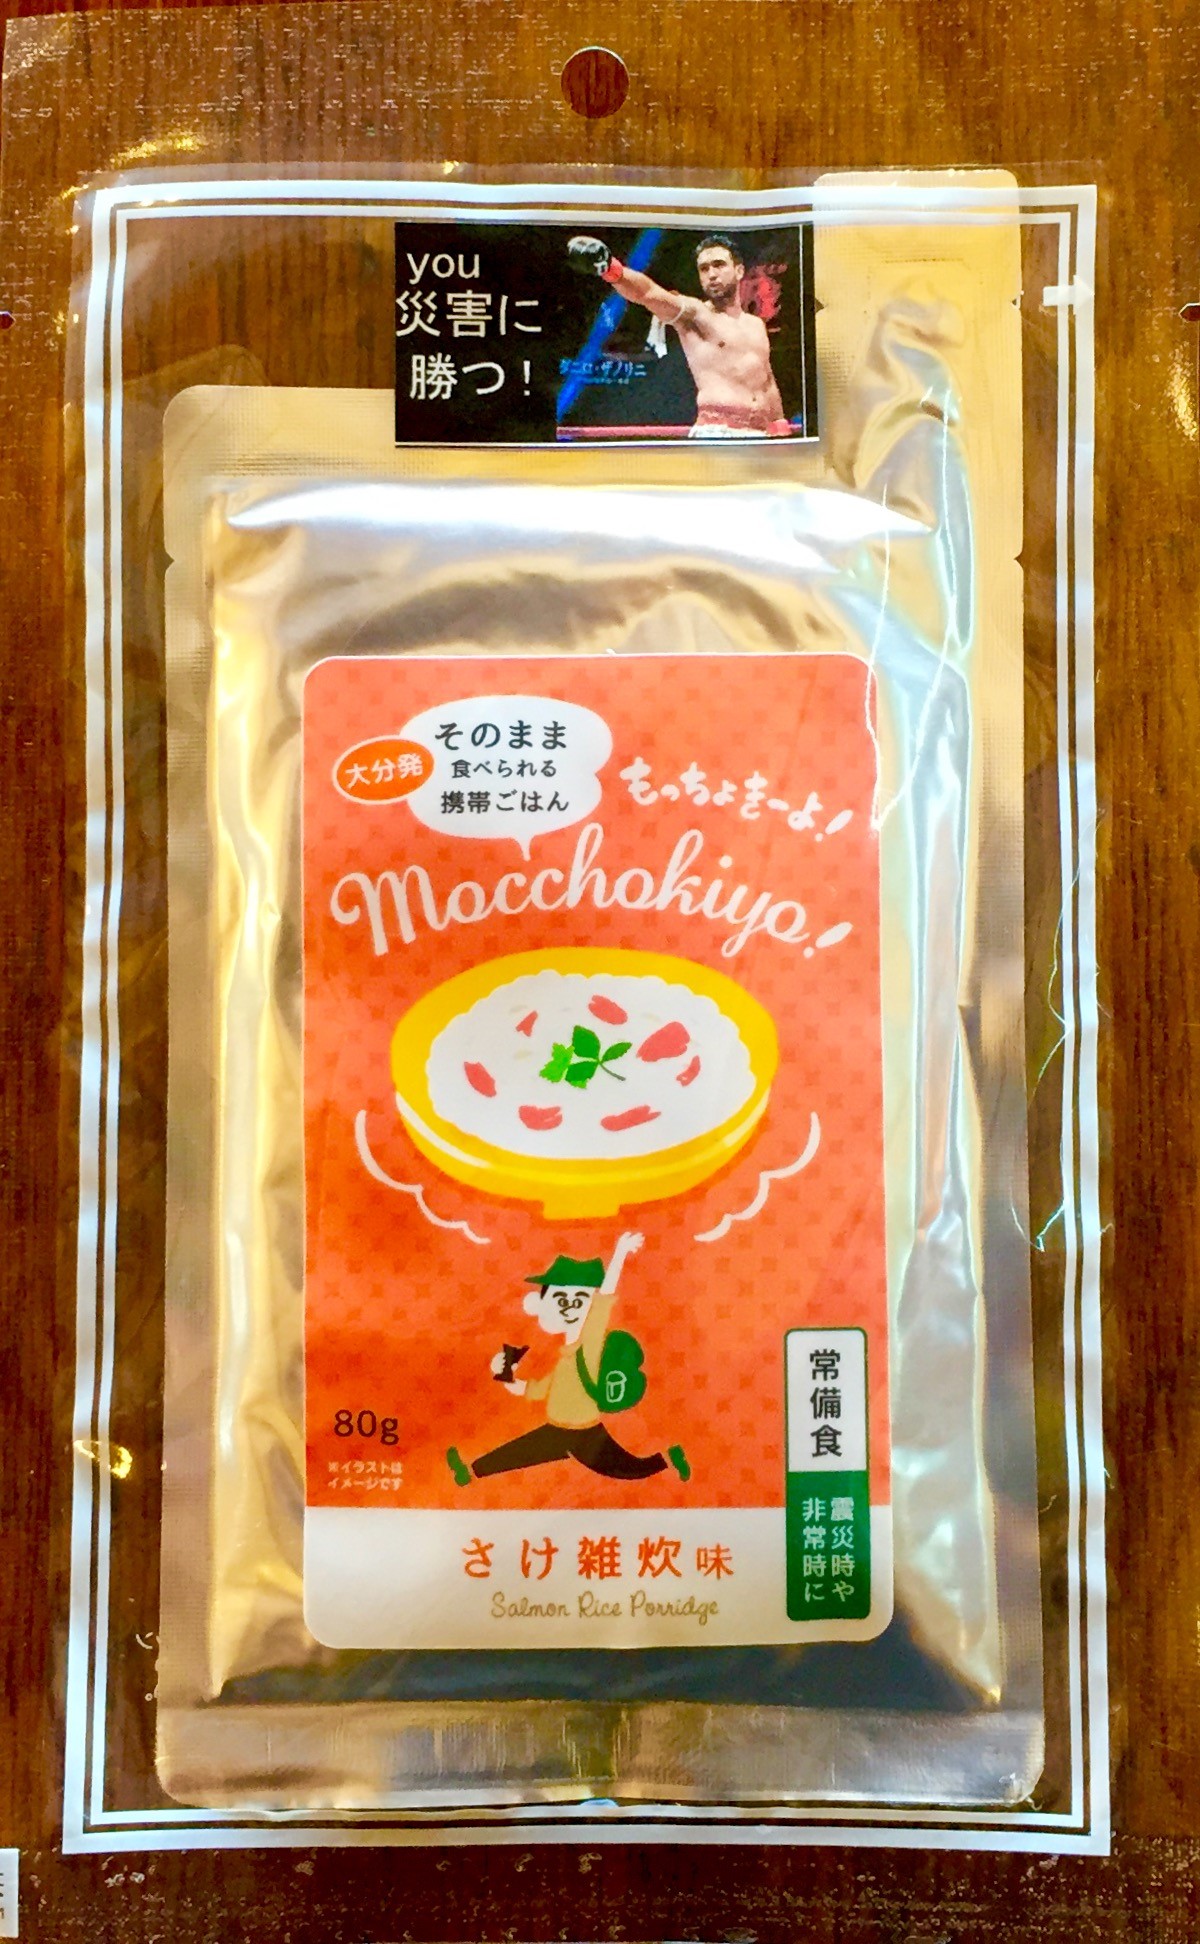 you
災害に
勝つ！
ダニロ・ザノリニ
大分発
そのまま
食べられる
携帯ごはん
もっちょきーよ！
Mocchokiyo!
80g
※イラストは
イメージです
常備食
震災時や
非常時に
さけ雑炊味
Salmon Rice Porridge